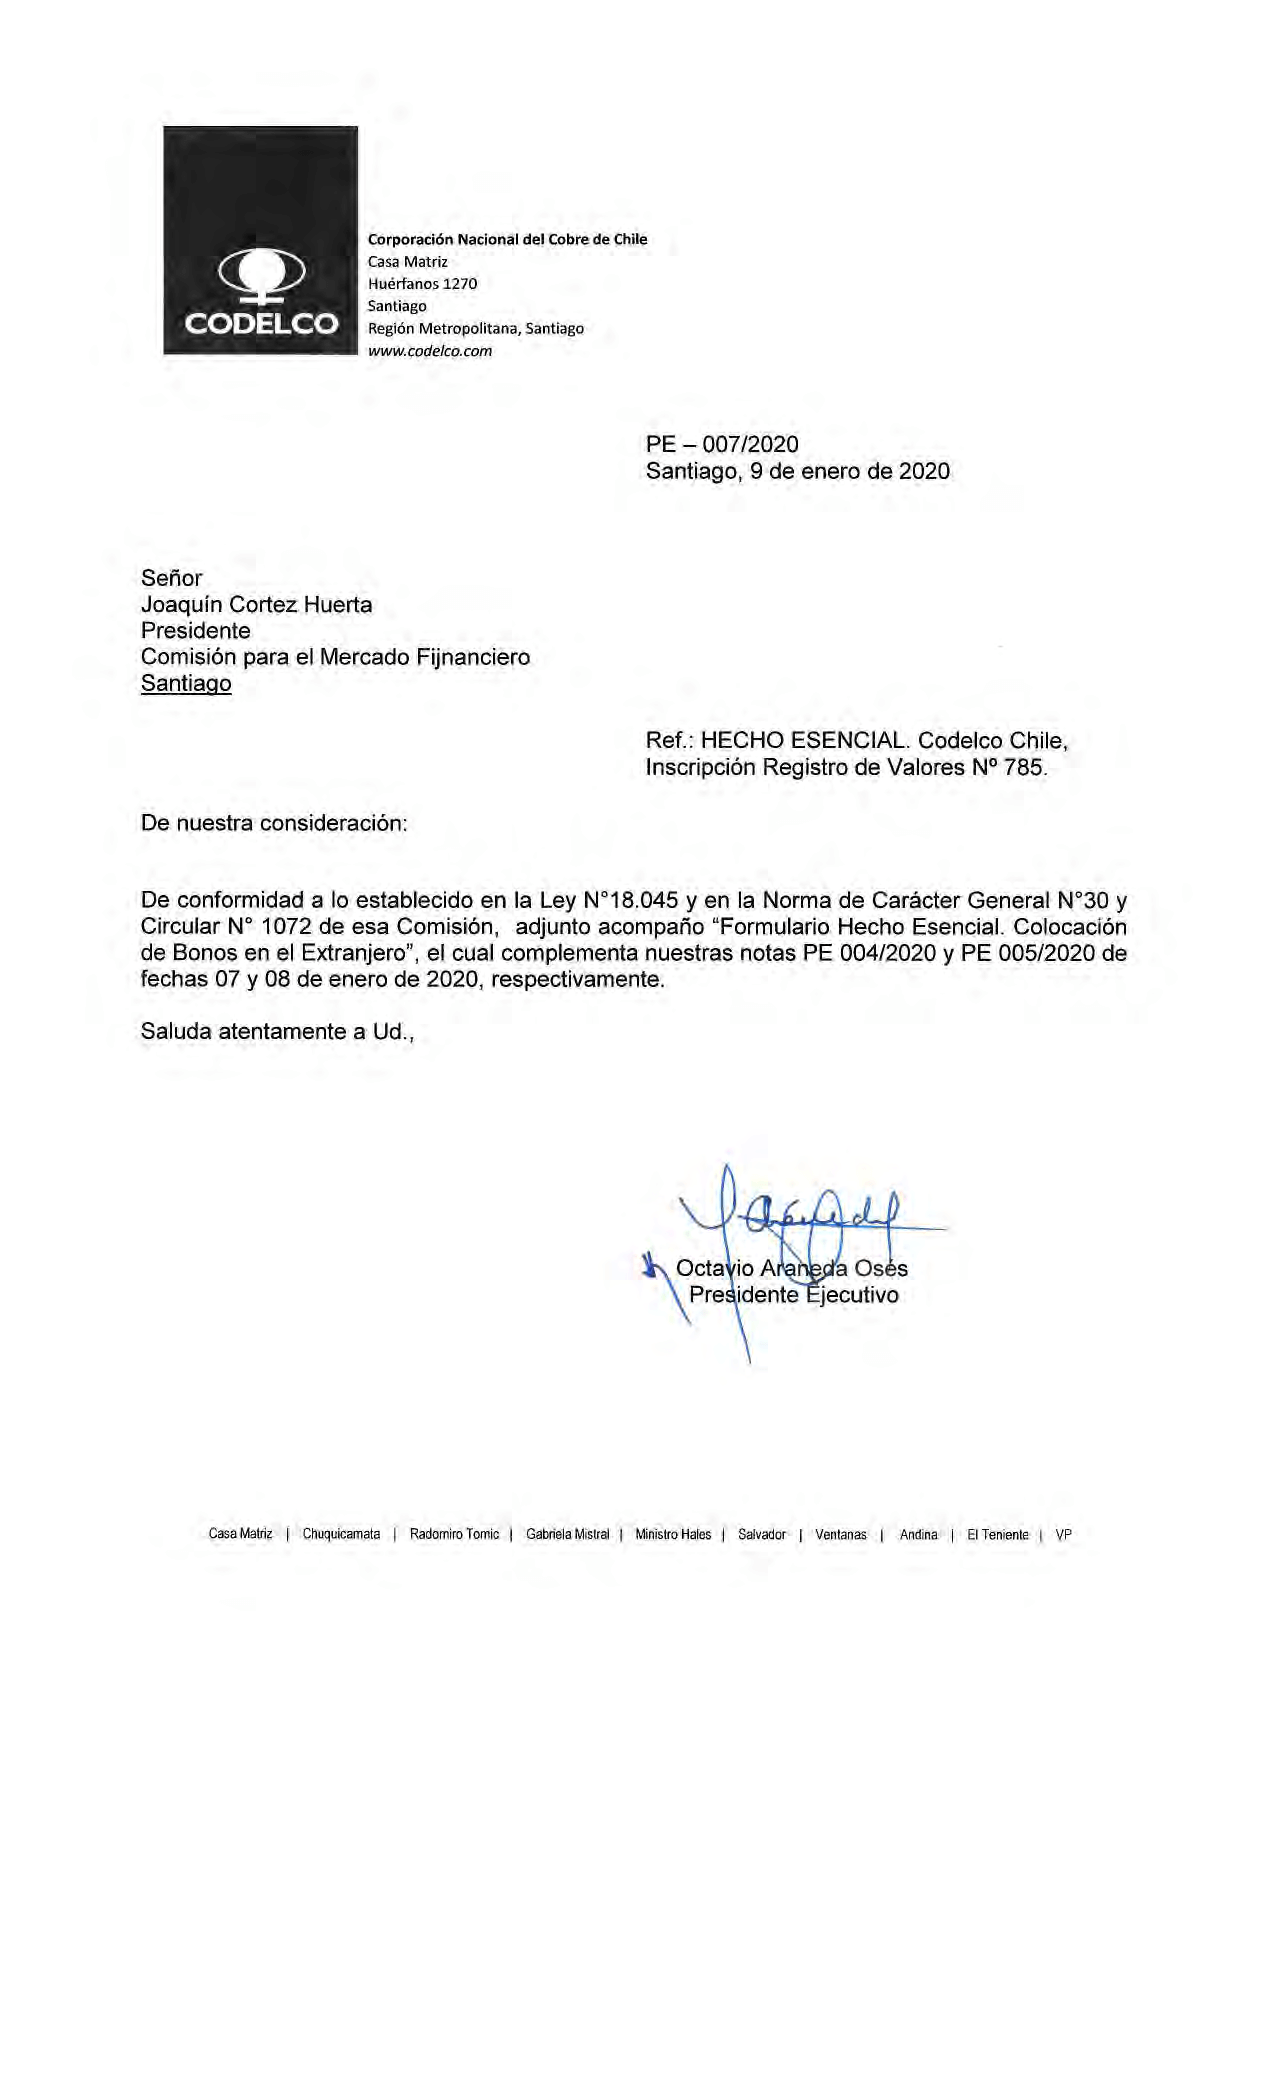 CODELCO
Corporación Nacional del Cobre de Chile
Casa Matriz
Huérfanos 1270
Santiago
Región Metropolitana, Santiago
www.codelco.com
PE – 007/2020
Santiago, 9 de enero de 2020
Señor
Joaquín Cortez Huerta
Presidente
Comisión para el Mercado Fijnanciero
Santiago
Ref.: HECHO ESENCIAL. Codelco Chile,
Inscripción Registro de Valores Nº 785.
De nuestra consideración:
De conformidad a lo establecido en la Ley N°18.045 y en la Norma de Carácter General N°30 y
Circular N° 1072 de esa Comisión, adjunto acompaño “Formulario Hecho Esencial. Colocación
de Bonos en el Extranjero”, el cual complementa nuestras notas PE 004/2020 y PE 005/2020 de
fechas 07 y 08 de enero de 2020, respectivamente.
Saluda atentamente a Ud.,
Octavio Araneda Osés
Presidente Ejecutivo
Casa Matriz | Chuquicamata | Radomiro Tomic | Gabriela Mistral | Ministro Hales | Salvador | Ventanas | Andina | El Teniente | VP